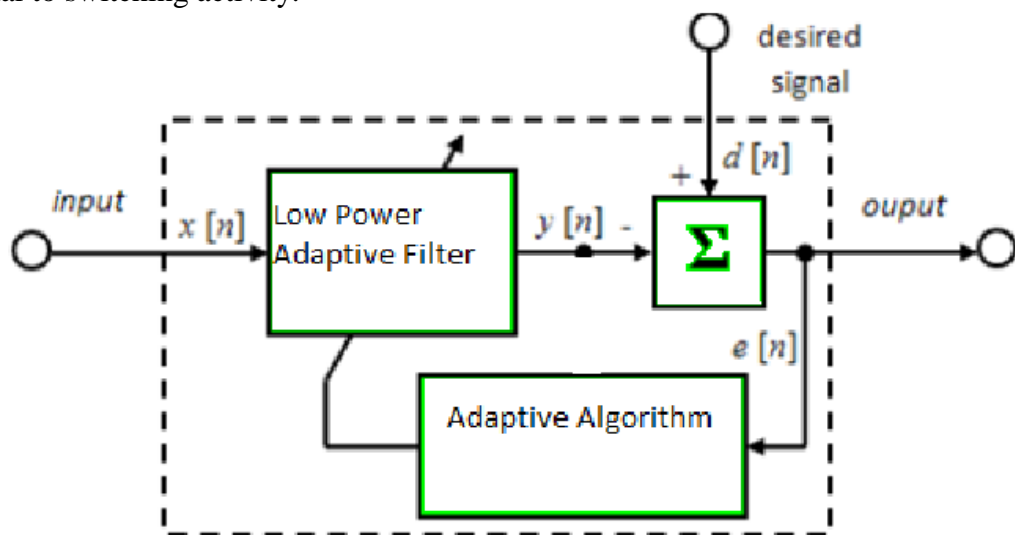 al to switching activity.
desired
signal
d [n]
+
input
x [n]
Low Power
Adaptive Filter
y [n]
-
Σ
ouput
e [n]
Adaptive Algorithm